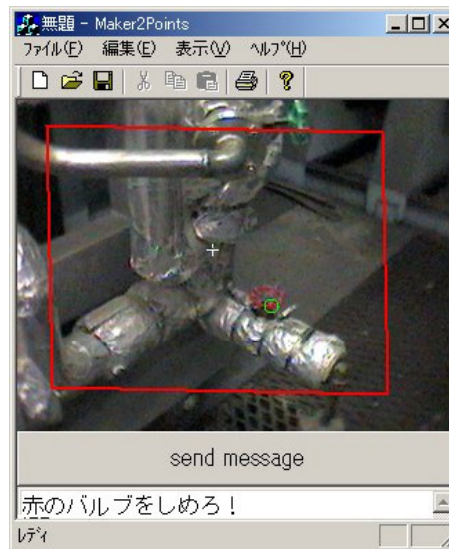 無題 - Maker2Points
ファイル(F) 編集(E) 表示(V) ヘルプ(H)
send message
赤のバルブをしめろ！
レディ